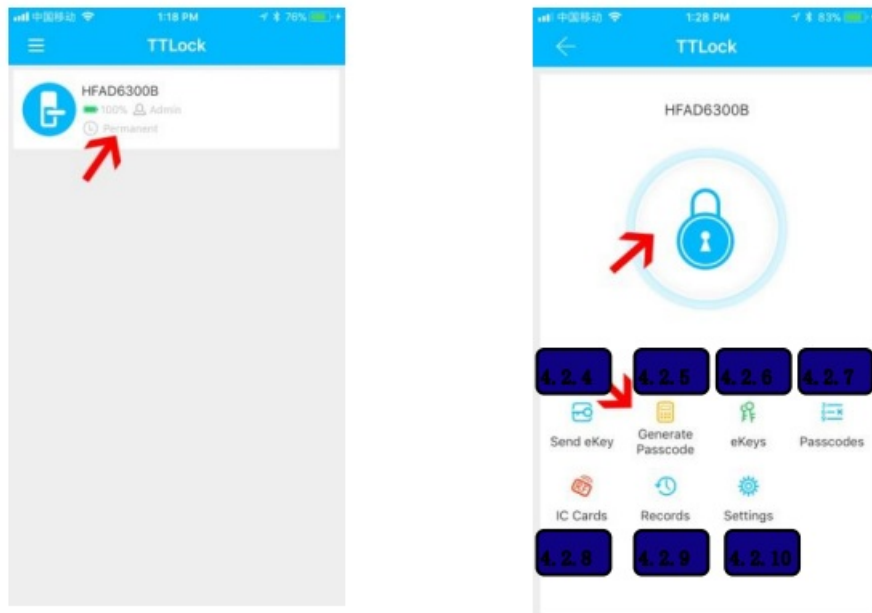 中国移动 1:18 PM 76%
TTLock
HFAD6300B
100% Admin
Permanent
中国移动 1:28 PM 83%
TTLock
HFAD6300B
4.2.4 4.2.5 4.2.6 4.2.7
Send eKey Generate Passcode eKeys Passcodes
IC Cards Records Settings
4.2.8 4.2.9 4.2.10